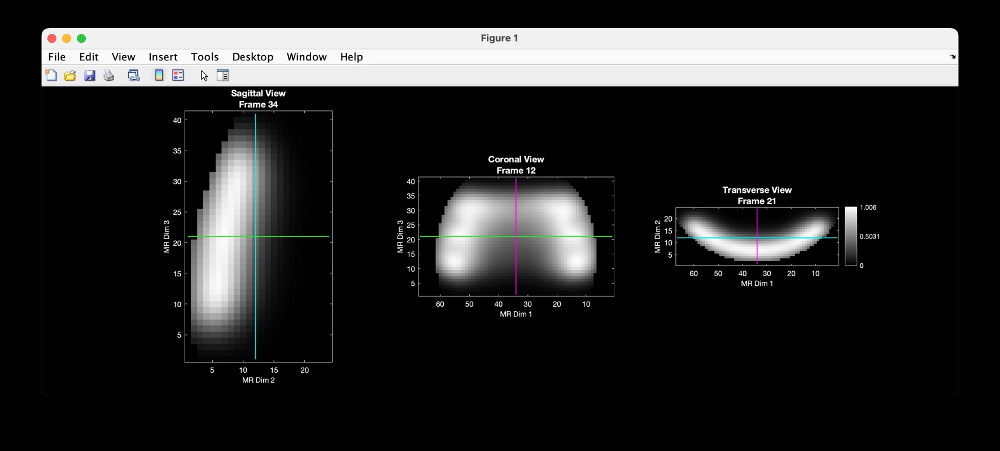 Figure 1
File Edit View Insert Tools Desktop Window Help
Sagittal View
Frame 34
40
35
30
25
20
15
10
5
MR Dim 3
5 10 15 20
MR Dim 2
Coronal View
Frame 12
40
35
30
25
20
15
10
5
MR Dim 3
60 50 40 30 20 10
MR Dim 1
Transverse View
Frame 21
20
15
10
5
MR Dim 2
60 50 40 30 20 10
MR Dim 1
1.006
0.5031
0